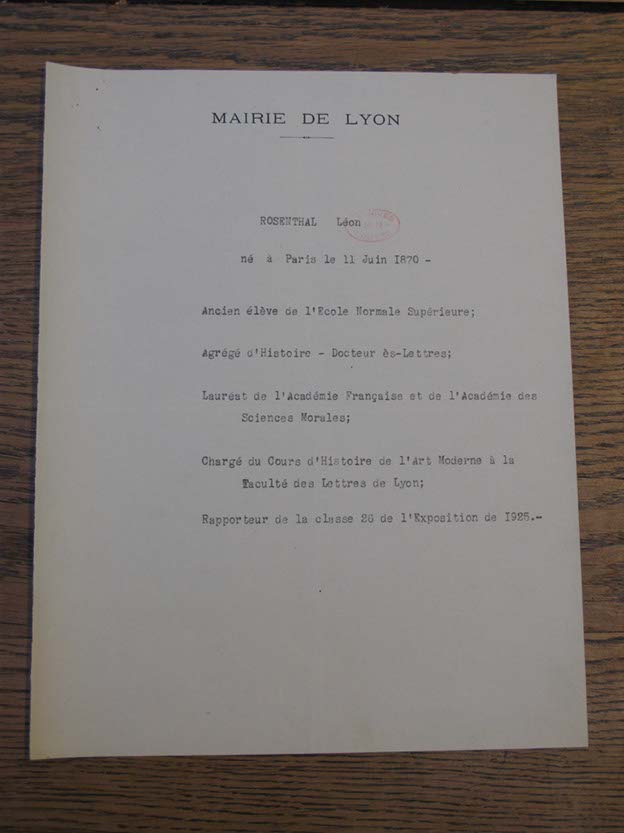 MAIRIE DE LYON
ROSENTHAL Léon
né à Paris le 11 Juin I870 -
Ancien élève de l'Ecole Normale Supérieure;
Agrégé d'Histoire - Docteur ès-Lettres;
Lauréat de l'Académie Française et de l'Académie des
Sciences Morales;
Chargé du Cours d'Histoire de l'Art Moderne à la
Faculté des Lettres de Lyon;
Rapporteur de la classe 26 de l'Exposition de I925.-